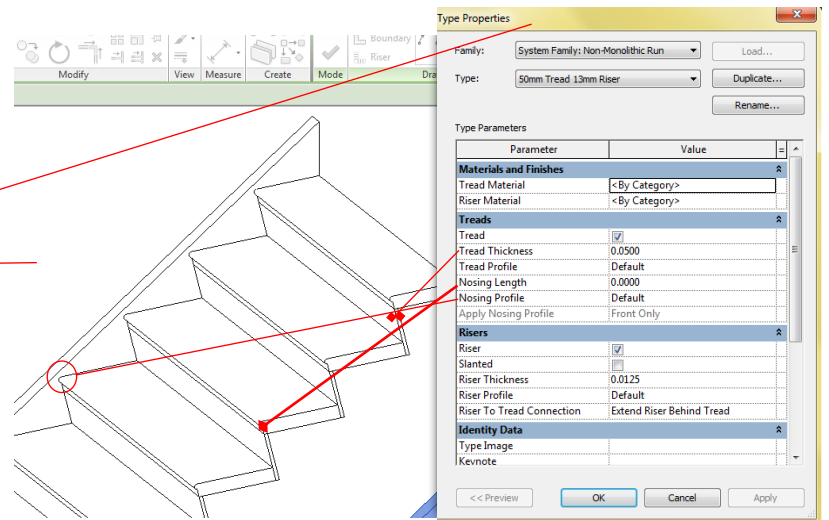 Boundary
Riser
Modify
View
Measure
Create
Mode
Dra
Type Properties
Family:
System Family: Non-Monolithic Run
Load...
Type:
50mm Tread 13mm Riser
Duplicate...
Rename...
Type Parameters
Parameter Value =
Materials and Finishes
Tread Material <By Category>
Riser Material <By Category>
Treads
Tread
Tread Thickness 0.0500
Tread Profile Default
Nosing Length 0.0000
Nosing Profile Default
Apply Nosing Profile Front Only
Risers
Riser
Slanted
Riser Thickness 0.0125
Riser Profile Default
Riser To Tread Connection Extend Riser Behind Tread
Identity Data
Type Image
Keynote
<< Preview
OK
Cancel
Apply